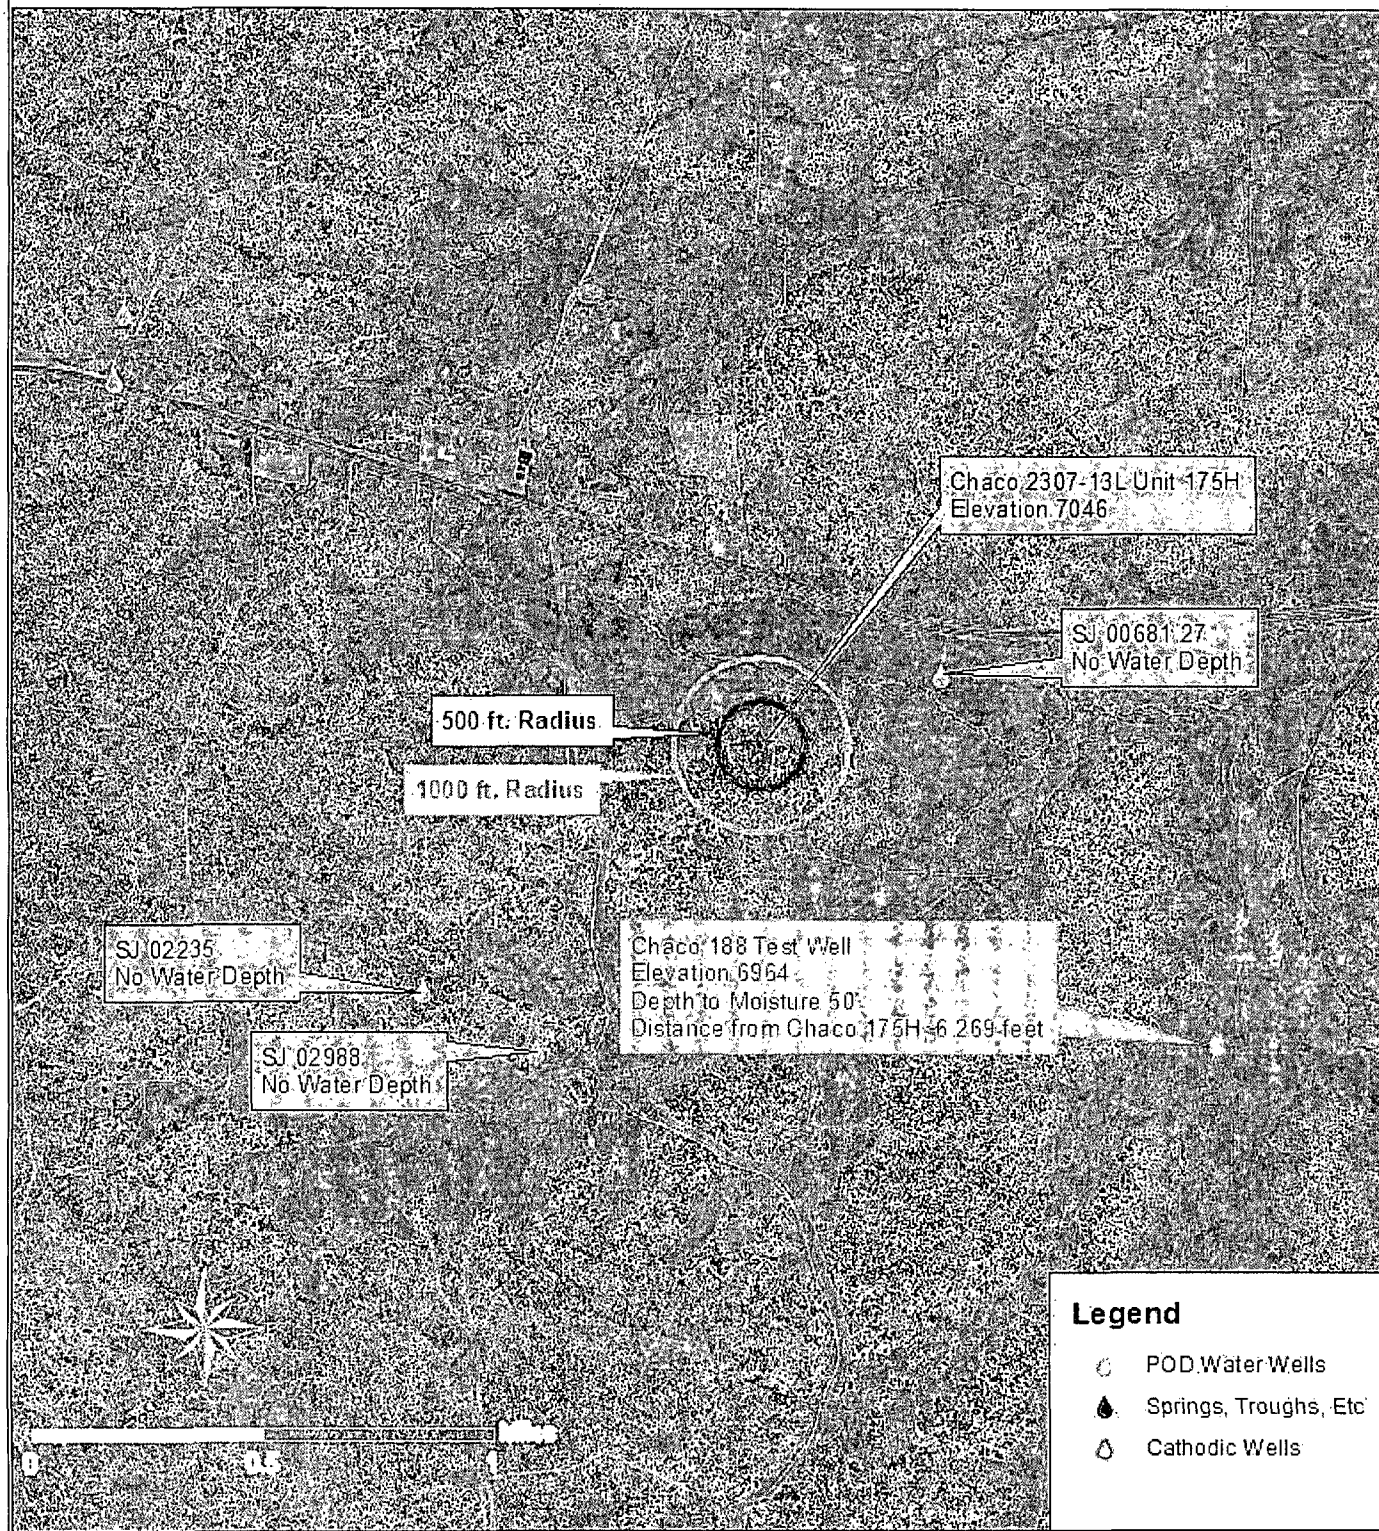 Chaco 2307-13L Unit 175H
Elevation 7046
SJ 00681 27
No Water Depth
500 ft. Radius
1000 ft. Radius
SJ 02235
No Water Depth
Chaco 188 Test Well
Elevation 6964
Depth to Moisture 50'
Distance from Chaco 175H -6.269 feet
SJ 02988
No Water Depth
Legend
POD Water Wells
Springs, Troughs, Etc
Cathodic Wells
0
0.5
1